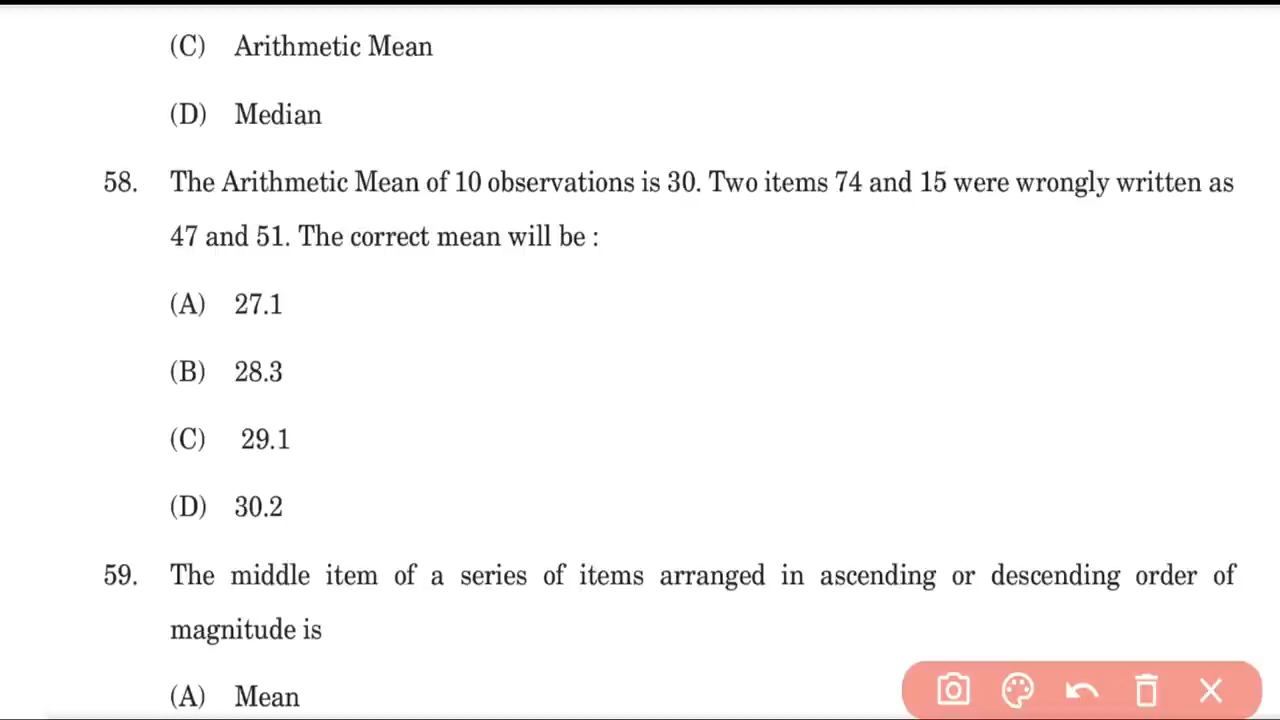 (C) Arithmetic Mean
(D) Median
58. The Arithmetic Mean of 10 observations is 30. Two items 74 and 15 were wrongly written as
47 and 51. The correct mean will be :
(A) 27.1
(B) 28.3
(C) 29.1
(D) 30.2
59. The middle item of a series of items arranged in ascending or descending order of
magnitude is
(A) Mean